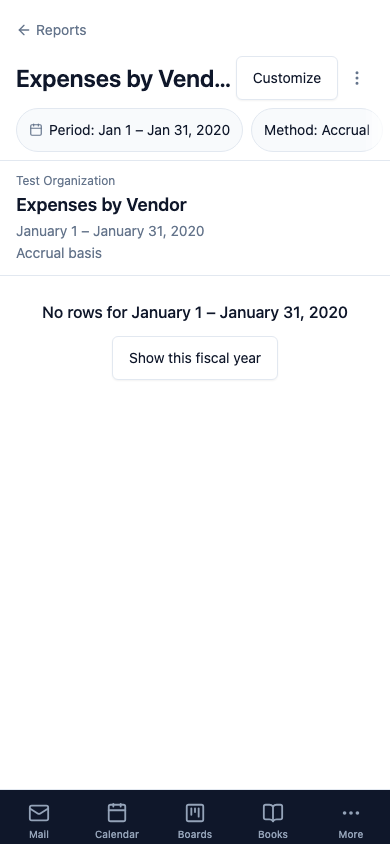 Reports
Expenses by Vend...
Customize
Period: Jan 1 – Jan 31, 2020
Method: Accrual
Test Organization
Expenses by Vendor
January 1 – January 31, 2020
Accrual basis
No rows for January 1 – January 31, 2020
Show this fiscal year
Mail
Calendar
Boards
Books
More